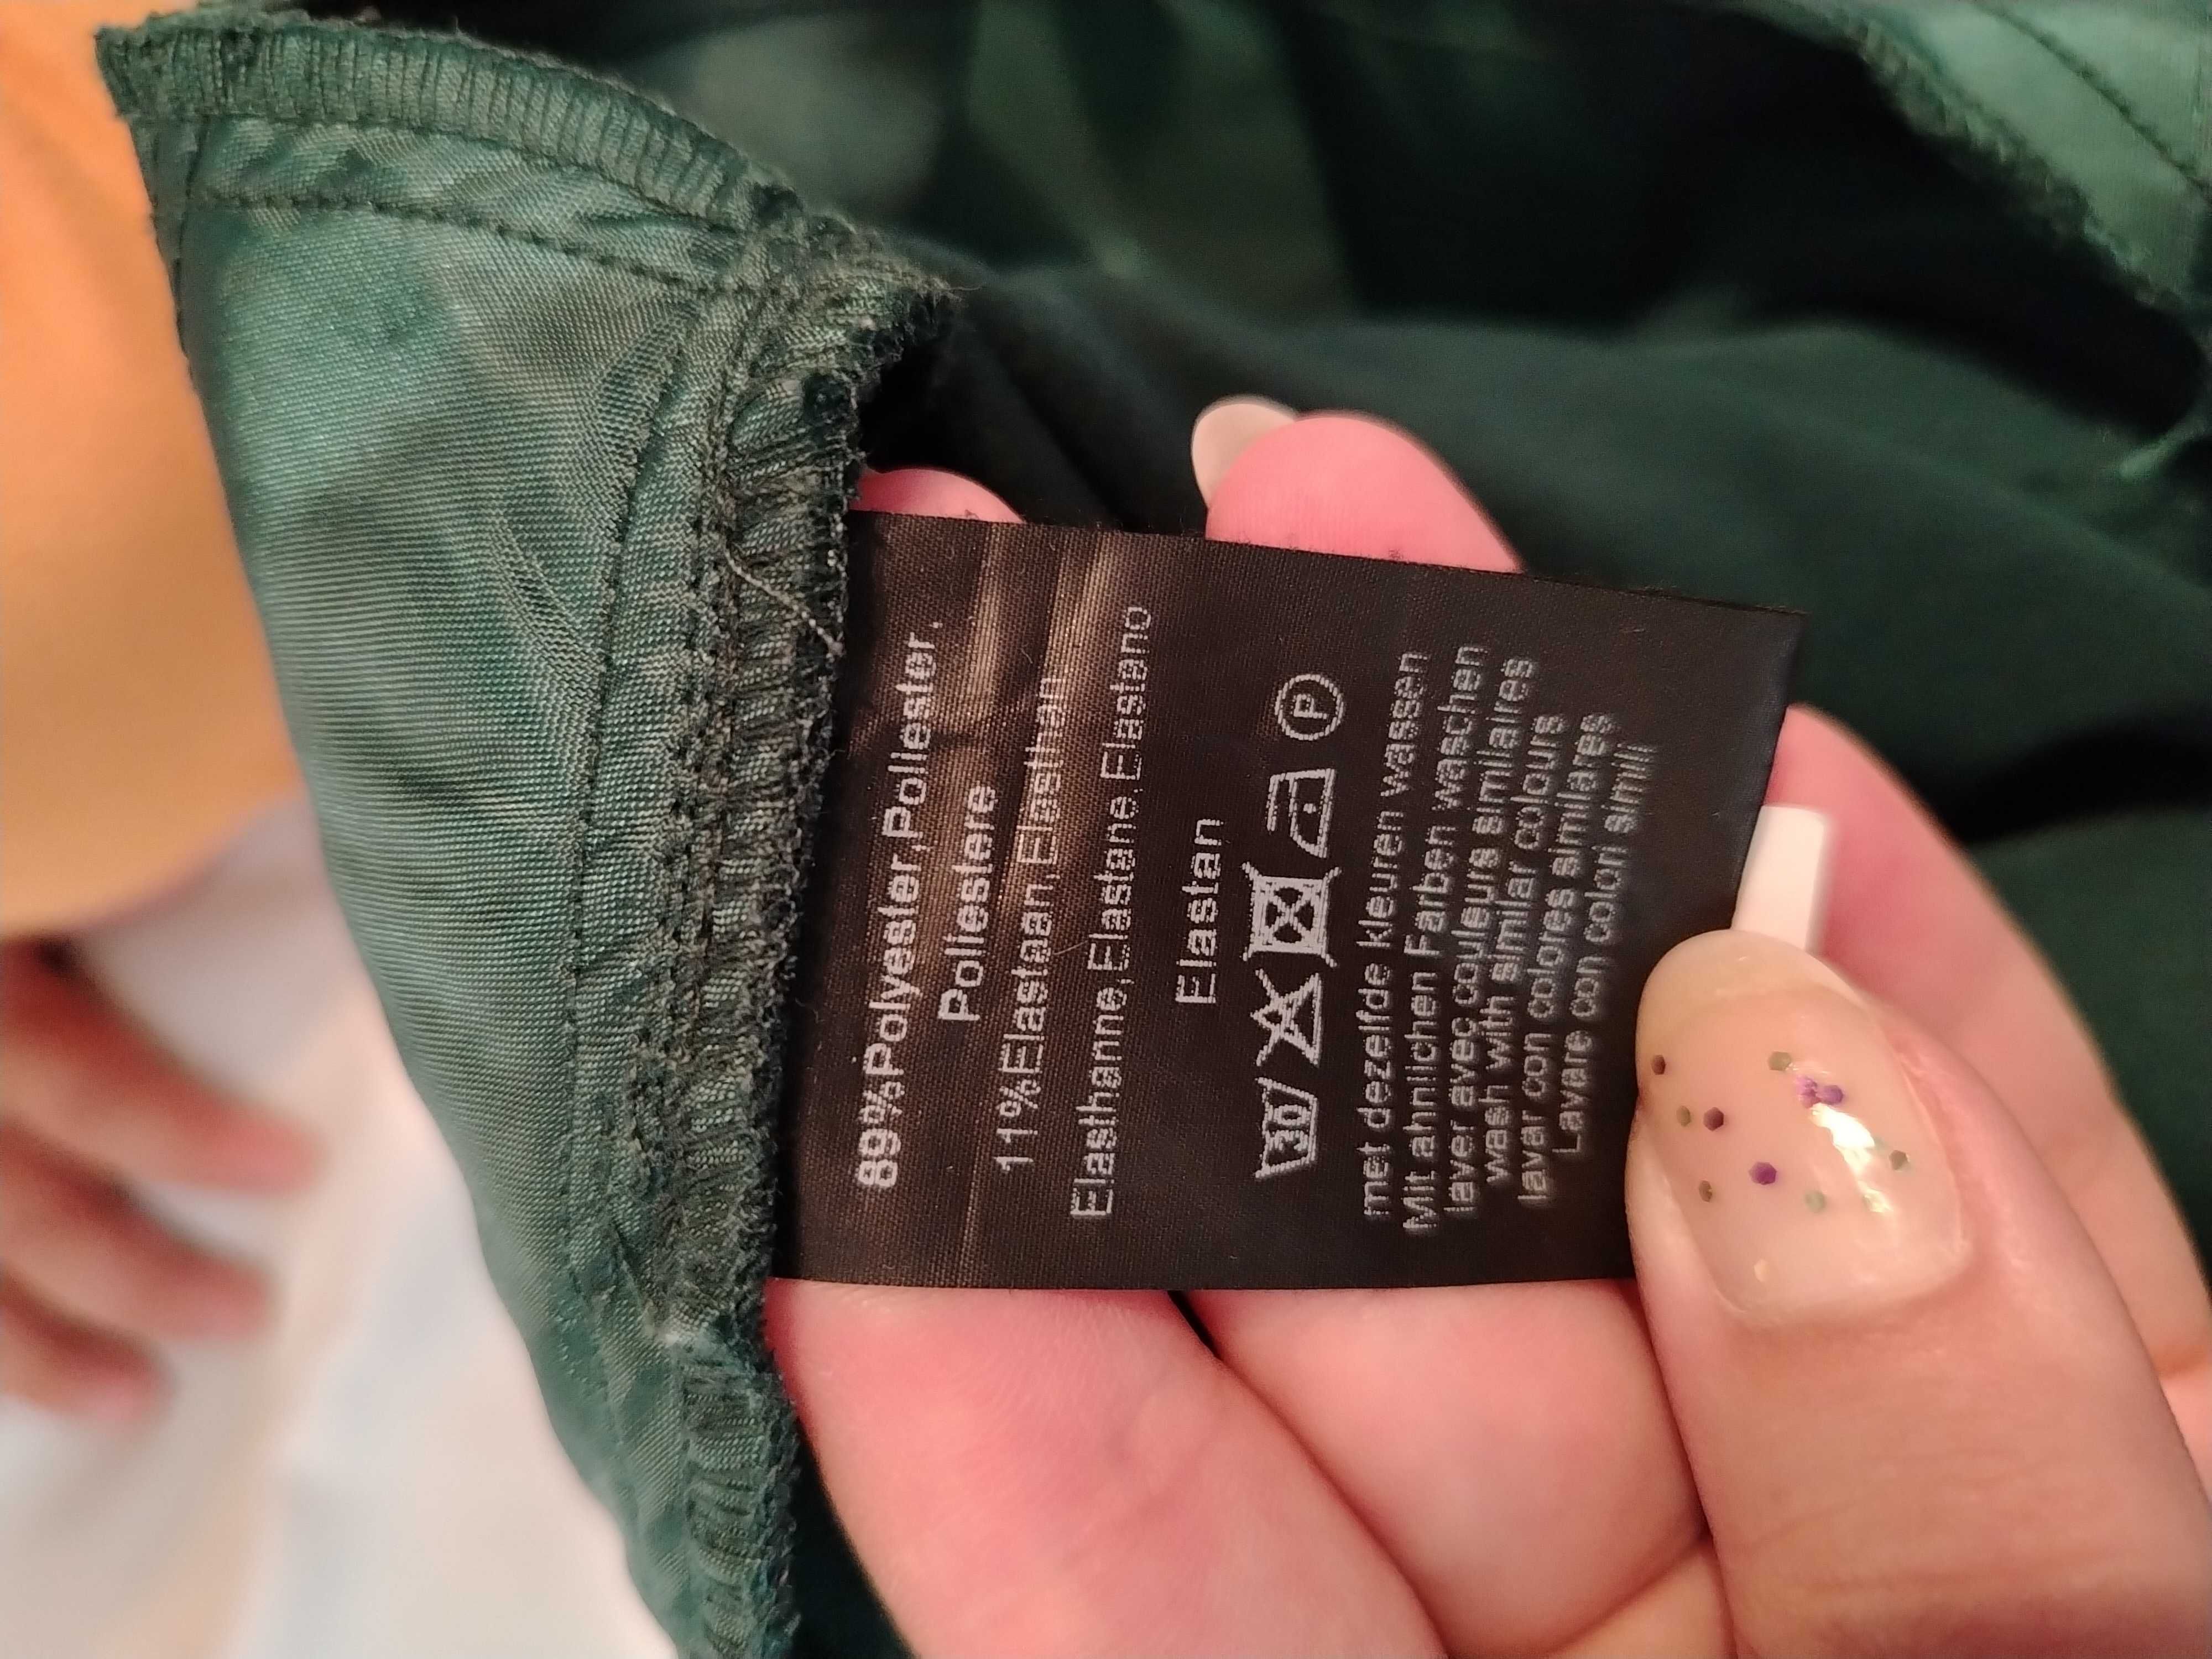 89%Polyester,Poliester,
Poliestere
11%Elastaan,Elasthan,
Elasthanne,Elastane,Elastano
Elastan
30 P
met dezelfde kleuren wassen
Mit ahnlichen Farben waschen
laver avec couleurs similaires
wash with similar colours
lavar con colores similares
Lavare con colori simili